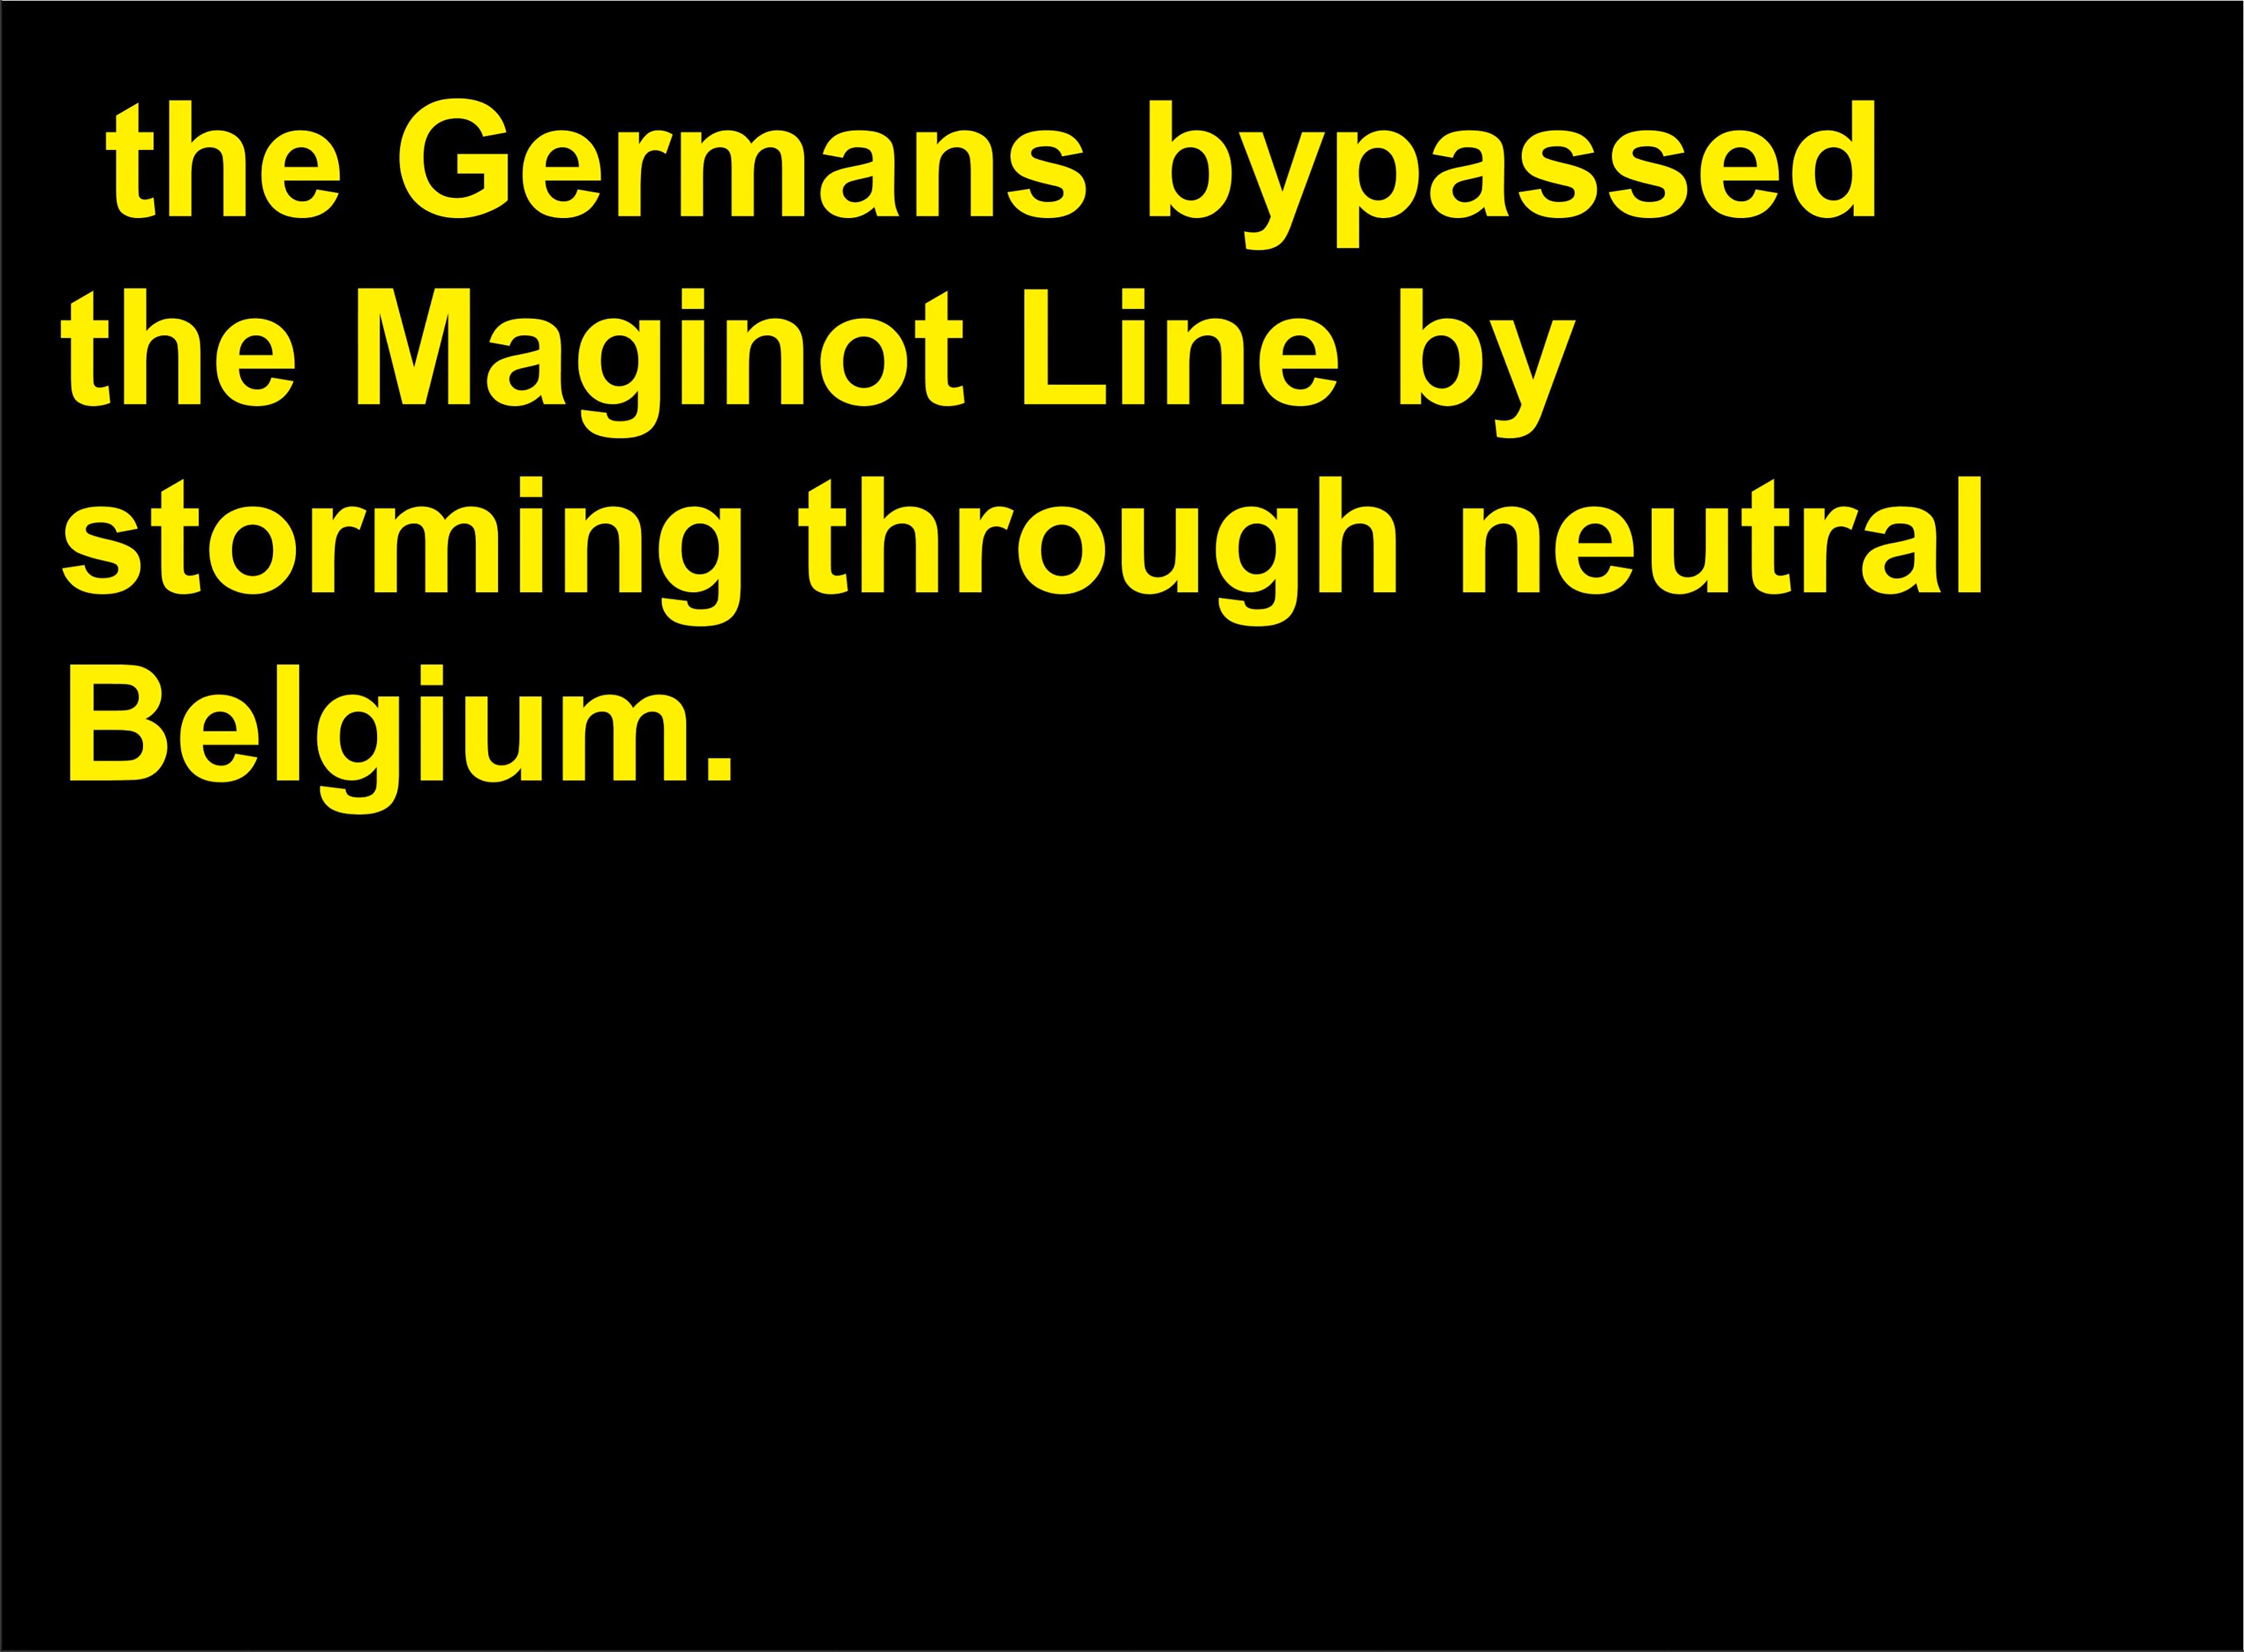 the Germans bypassed
the Maginot Line by
storming through neutral
Belgium.